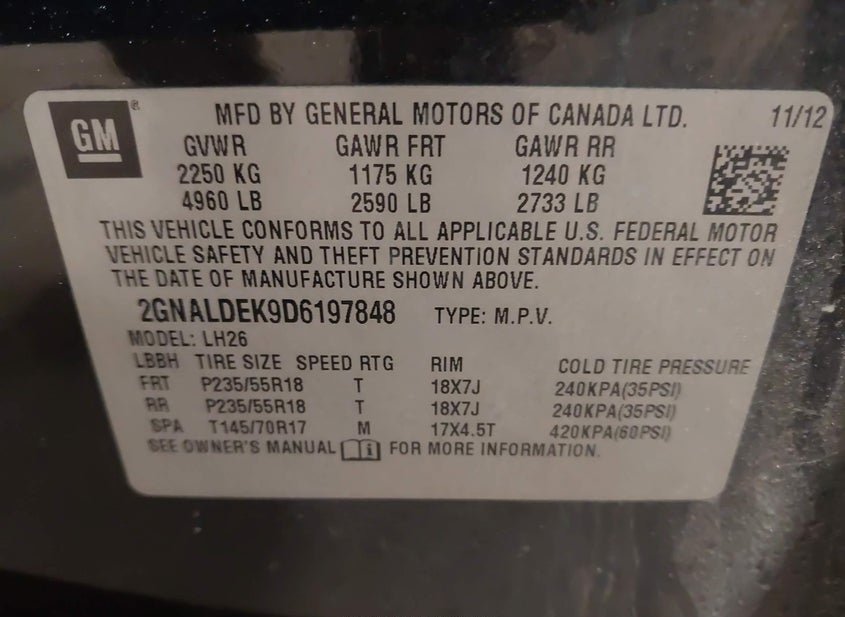 GM ® MFD BY GENERAL MOTORS OF CANADA LTD. 11/12
GVWR GAWR FRT GAWR RR
2250 KG 1175 KG 1240 KG
4960 LB 2590 LB 2733 LB
THIS VEHICLE CONFORMS TO ALL APPLICABLE U.S. FEDERAL MOTOR
VEHICLE SAFETY AND THEFT PREVENTION STANDARDS IN EFFECT ON
THE DATE OF MANUFACTURE SHOWN ABOVE.
2GNALDEK9D6197848 TYPE: M.P.V.
MODEL: LH26
LBBH TIRE SIZE SPEED RTG RIM COLD TIRE PRESSURE
FRT P235/55R18 T 18X7J 240KPA(35PSI)
RR P235/55R18 T 18X7J 240KPA(35PSI)
SPA T145/70R17 M 17X4.5T 420KPA(60PSI)
SEE OWNER'S MANUAL i FOR MORE INFORMATION.